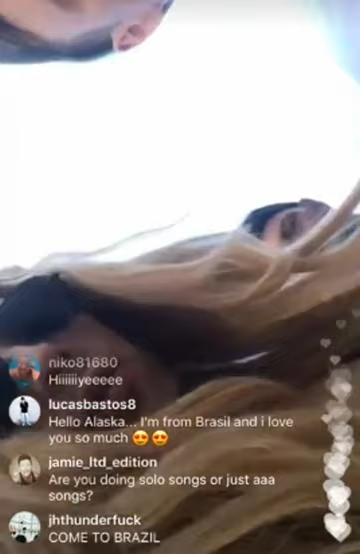 niko81680
Hiiiiiiyeeeee
lucasbastos8
Hello Alaska... I'm from Brasil and i love
you so much 😍😍
jamie_ltd_edition
Are you doing solo songs or just aaa
songs?
jhthunderfuck
COME TO BRAZIL